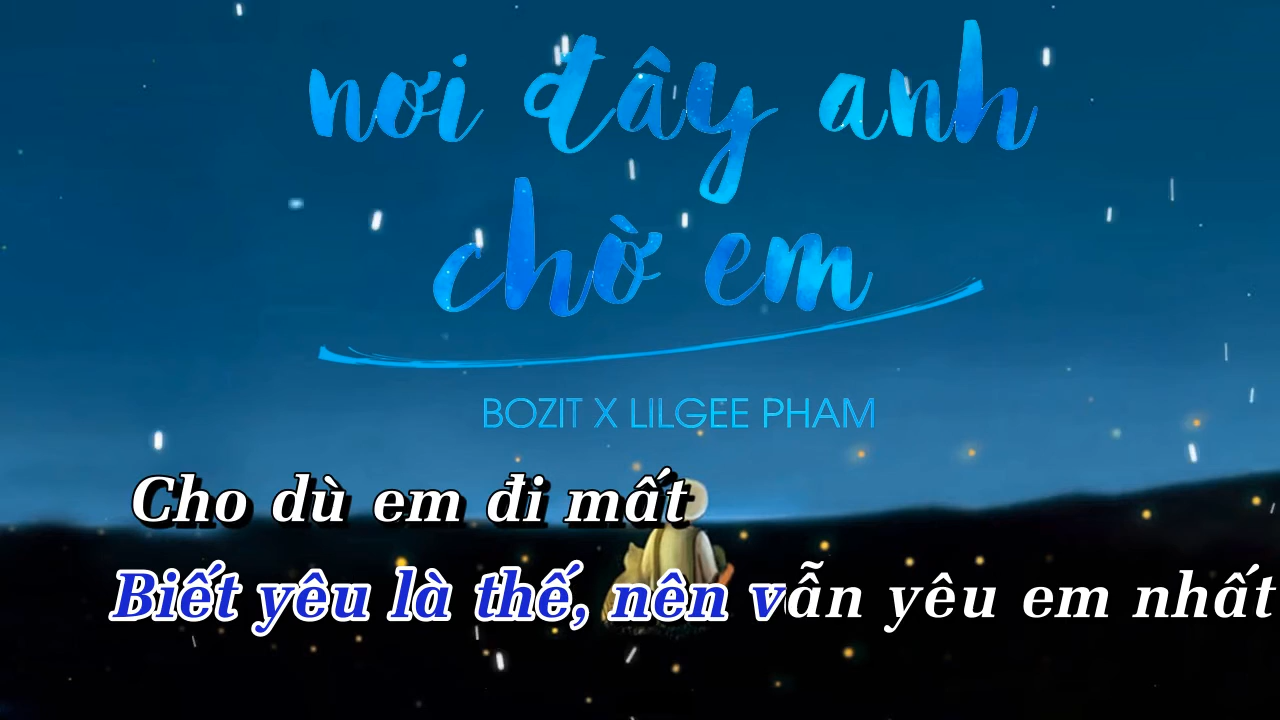 nơi đây anh
chờ em
BOZIT X LILGEE PHAM
Cho dù em đi mất
Biết yêu là thế, nên vẫn yêu em nhất